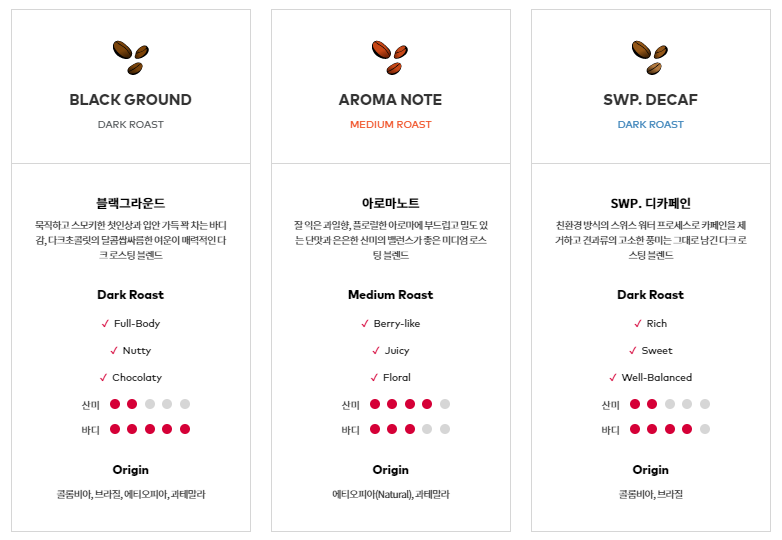 BLACK GROUND
DARK ROAST
블랙그라운드
묵직하고 스모키한 첫인상과 입안 가득 꽉 차는 바디
감, 다크초콜릿의 달콤쌉싸름한 여운이 매력적인 다
크 로스팅 블렌드
Dark Roast
✓ Full-Body
✓ Nutty
✓ Chocolaty
산미
바디
Origin
콜롬비아, 브라질, 에티오피아, 과테말라
AROMA NOTE
MEDIUM ROAST
아로마노트
잘 익은 과일향, 플로럴한 아로마에 부드럽고 밀도 있
는 단맛과 은은한 산미의 밸런스가 좋은 미디엄 로스
팅 블렌드
Medium Roast
✓ Berry-like
✓ Juicy
✓ Floral
산미
바디
Origin
에티오피아(Natural), 과테말라
SWP. DECAF
DARK ROAST
SWP. 디카페인
친환경 방식의 스위스 워터 프로세스로 카페인을 제
거하고 견과류의 고소한 풍미는 그대로 남긴 다크 로
스팅 블렌드
Dark Roast
✓ Rich
✓ Sweet
✓ Well-Balanced
산미
바디
Origin
콜롬비아, 브라질